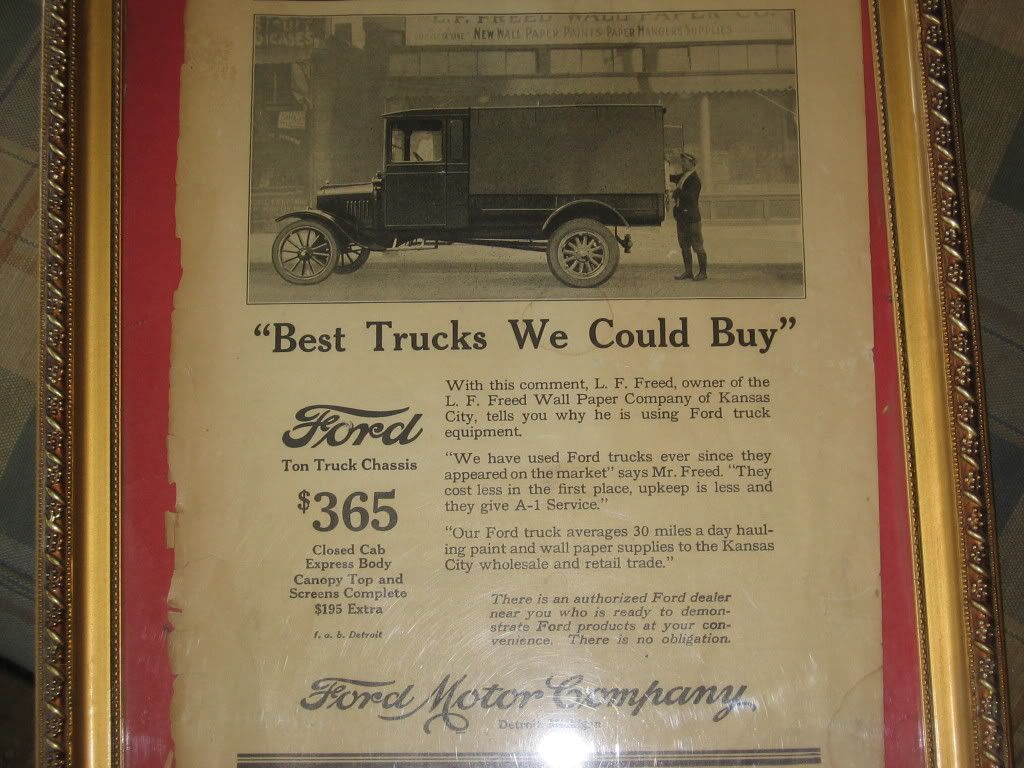 L. F. FREED WALL PAPER CO.
NEW WALL PAPER PAINTS PAPER HANGERS SUPPLIES
"Best Trucks We Could Buy"
Ford
Ton Truck Chassis
$365
Closed Cab
Express Body
Canopy Top and
Screens Complete
$195 Extra
f. o. b. Detroit
With this comment, L. F. Freed, owner of the
L. F. Freed Wall Paper Company of Kansas
City, tells you why he is using Ford truck
equipment.
"We have used Ford trucks ever since they
appeared on the market" says Mr. Freed. "They
cost less in the first place, upkeep is less and
they give A-1 Service."
"Our Ford truck averages 30 miles a day haul-
ing paint and wall paper supplies to the Kansas
City wholesale and retail trade."
There is an authorized Ford dealer
near you who is ready to demon-
strate Ford products at your con-
venience. There is no obligation.
Ford Motor Company
Detroit